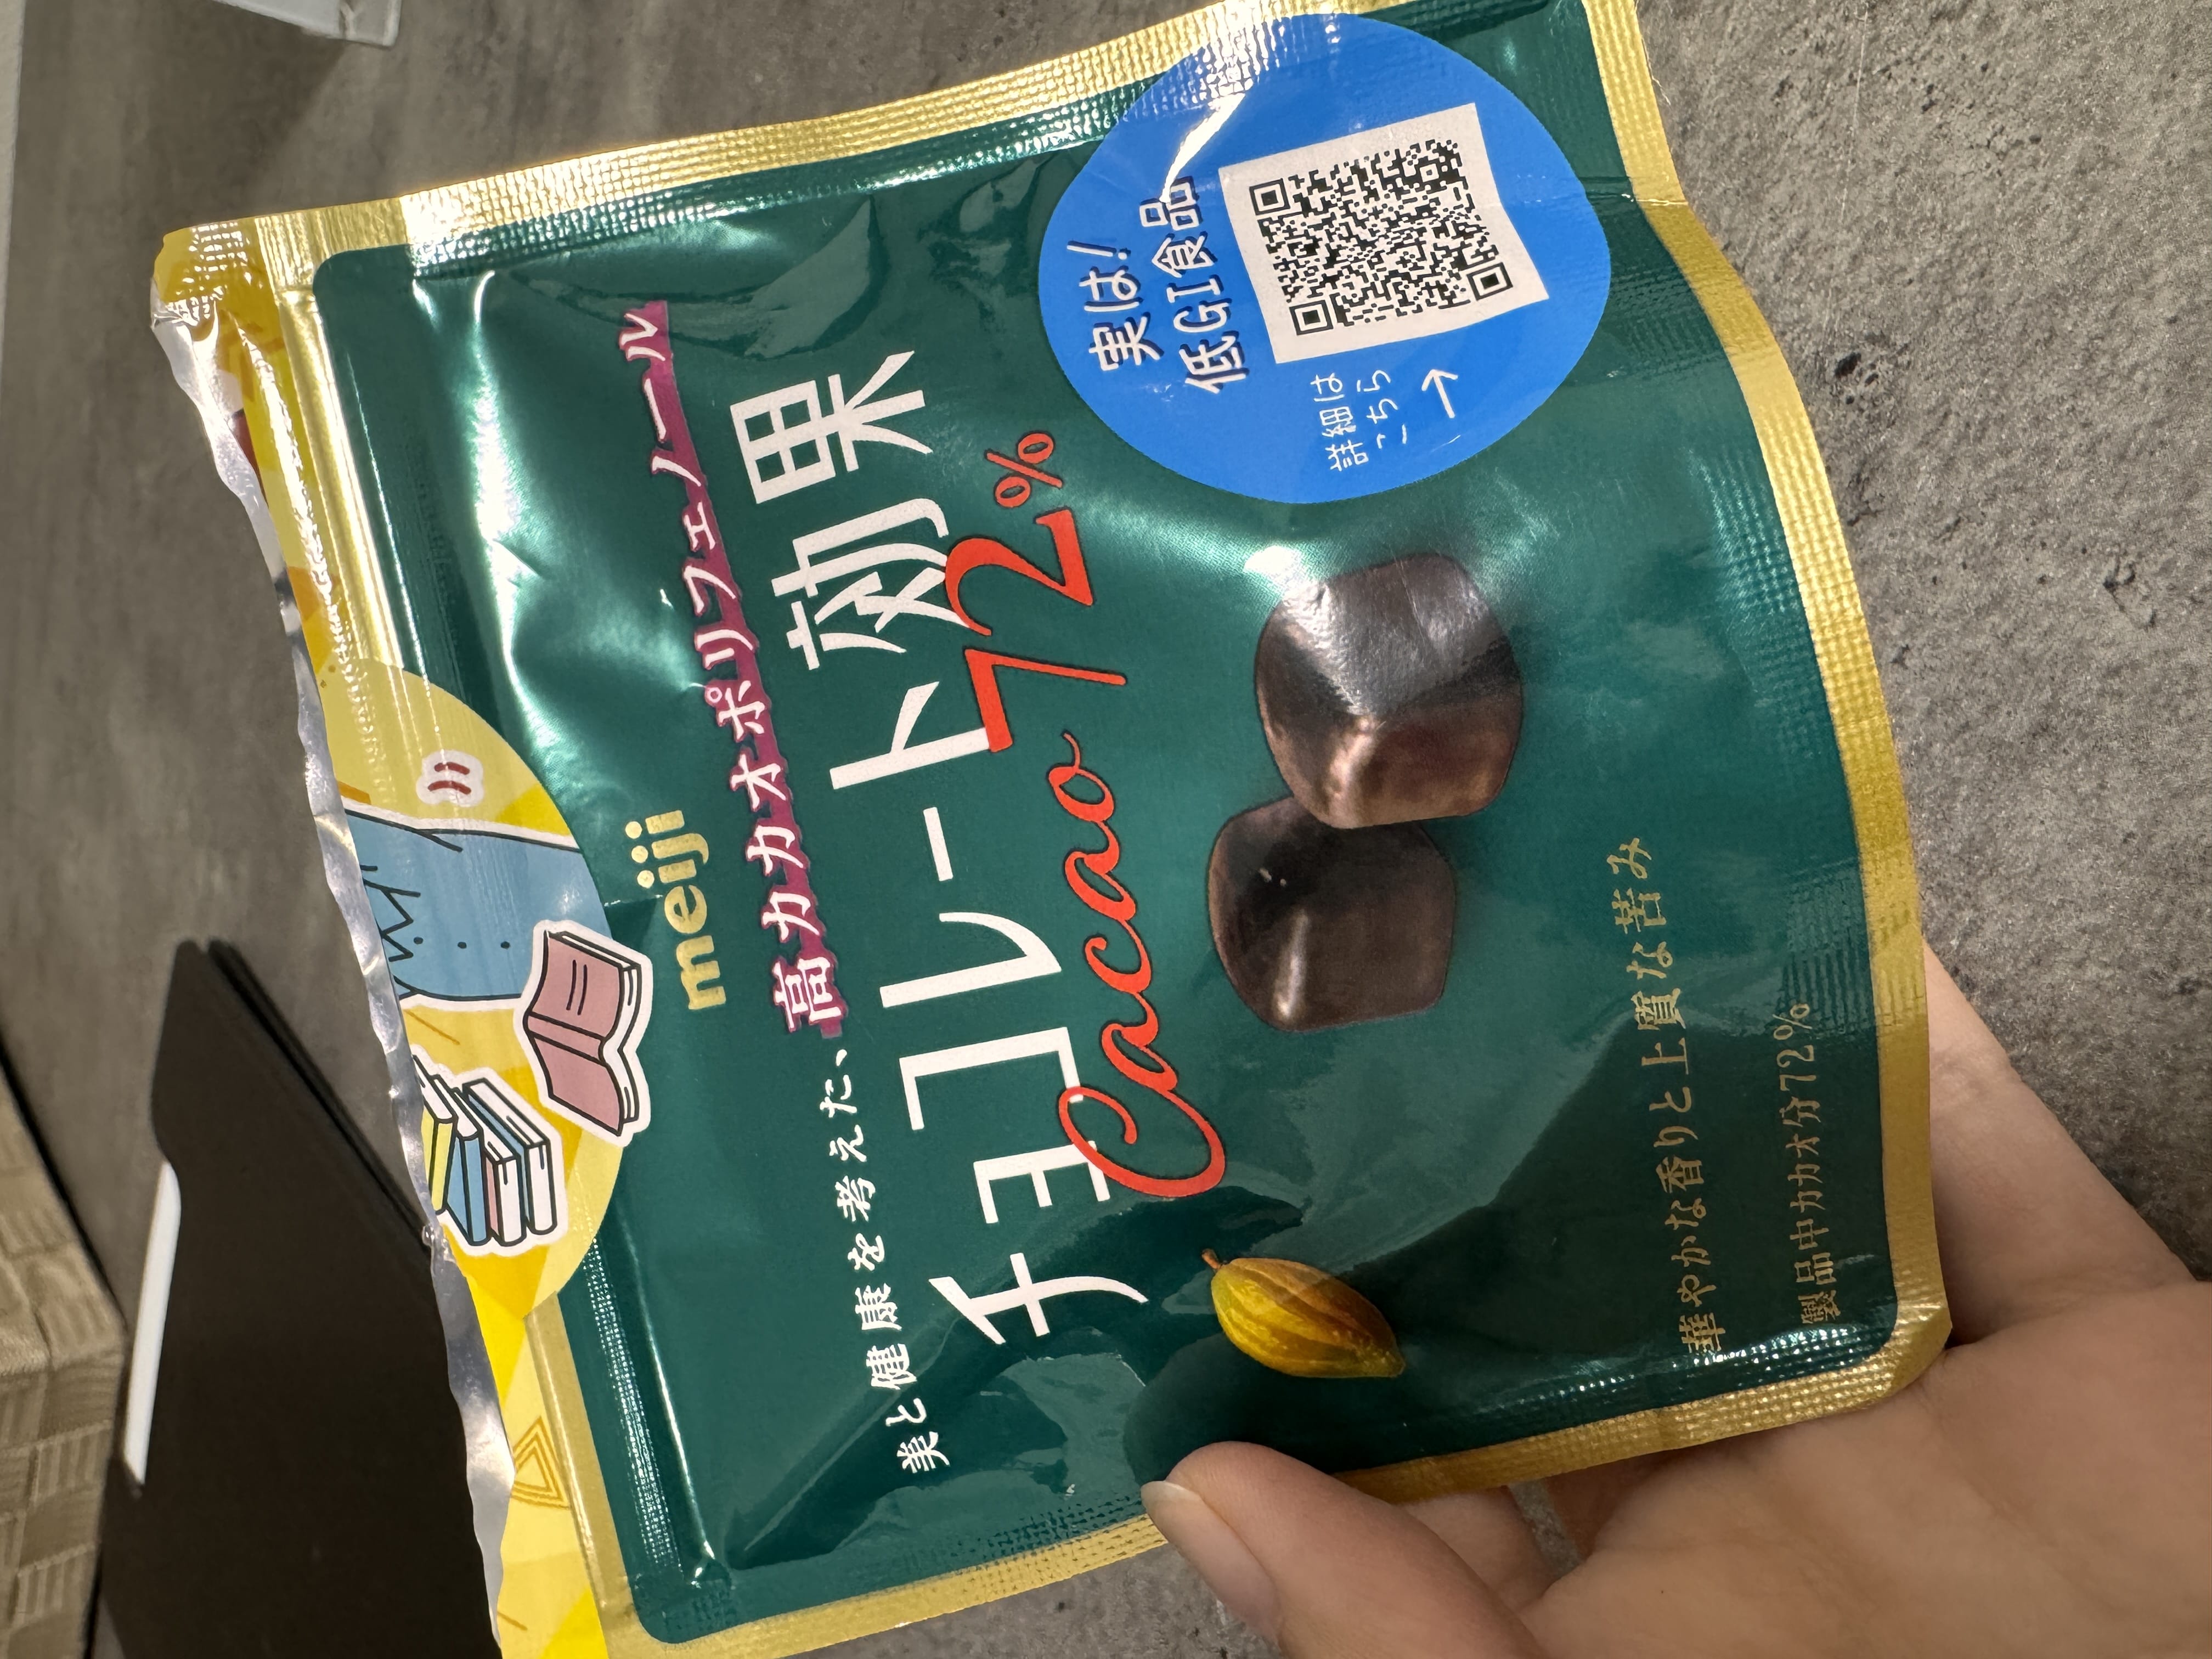 meiji
美と健康を考えた、高カカオポリフェノール
チョコレート効果
Cacao 72%
実は!
低GI食品
詳細は
こちら
→
華やかな香りと上質な苦み
製品中カカオ分72%